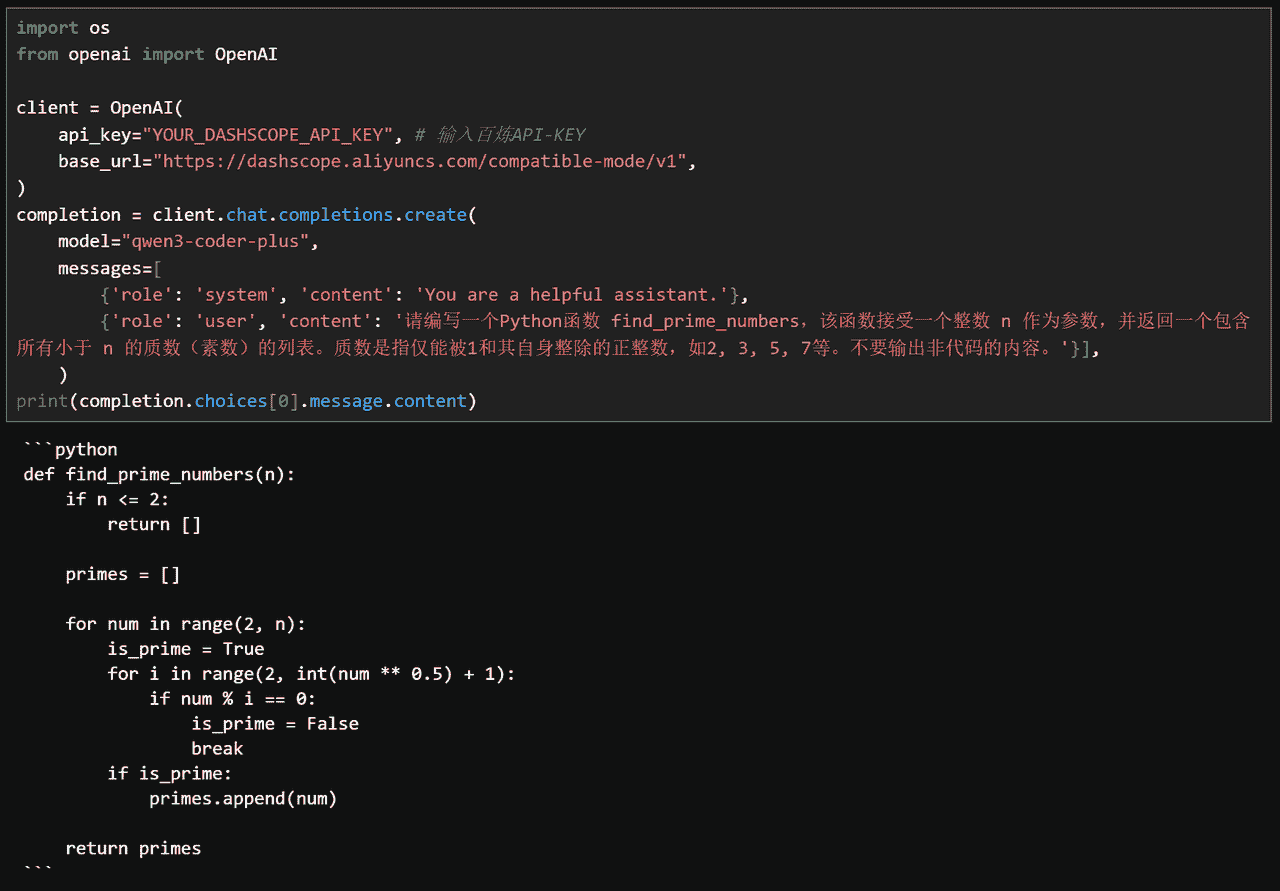 import os
from openai import OpenAI

client = OpenAI(
    api_key="YOUR_DASHSCOPE_API_KEY", # 输入百炼API-KEY
    base_url="https://dashscope.aliyuncs.com/compatible-mode/v1",
)
completion = client.chat.completions.create(
    model="qwen3-coder-plus",
    messages=[
        {'role': 'system', 'content': 'You are a helpful assistant.'},
        {'role': 'user', 'content': '请编写一个Python函数 find_prime_numbers，该函数接受一个整数 n 作为参数，并返回一个包含
所有小于 n 的质数（素数）的列表。质数是指仅能被1和其自身整除的正整数，如2, 3, 5, 7等。不要输出非代码的内容。'}],
    )
print(completion.choices[0].message.content)

```python
def find_prime_numbers(n):
    if n <= 2:
        return []

    primes = []

    for num in range(2, n):
        is_prime = True
        for i in range(2, int(num ** 0.5) + 1):
            if num % i == 0:
                is_prime = False
                break
        if is_prime:
            primes.append(num)

    return primes
```